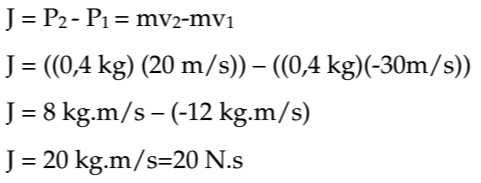 J = P₂ - P₁ = mv₂-mv₁
J = ((0,4 kg) (20 m/s)) – ((0,4 kg)(-30m/s))
J = 8 kg.m/s – (-12 kg.m/s)
J = 20 kg.m/s=20 N.s